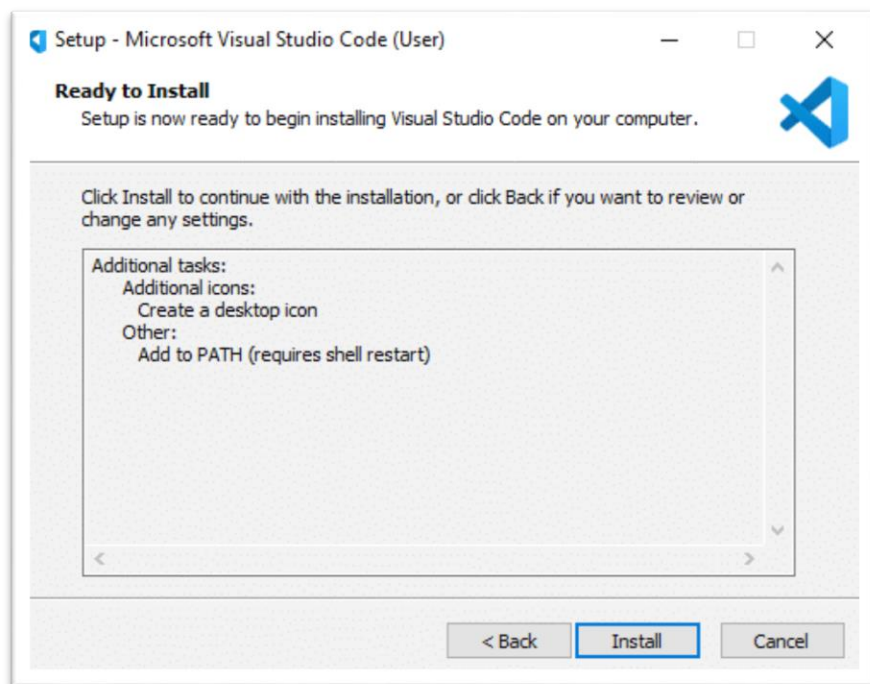 Setup - Microsoft Visual Studio Code (User)
Ready to Install
Setup is now ready to begin installing Visual Studio Code on your computer.
Click Install to continue with the installation, or click Back if you want to review or
change any settings.
Additional tasks:
Additional icons:
Create a desktop icon
Other:
Add to PATH (requires shell restart)
< Back Install Cancel